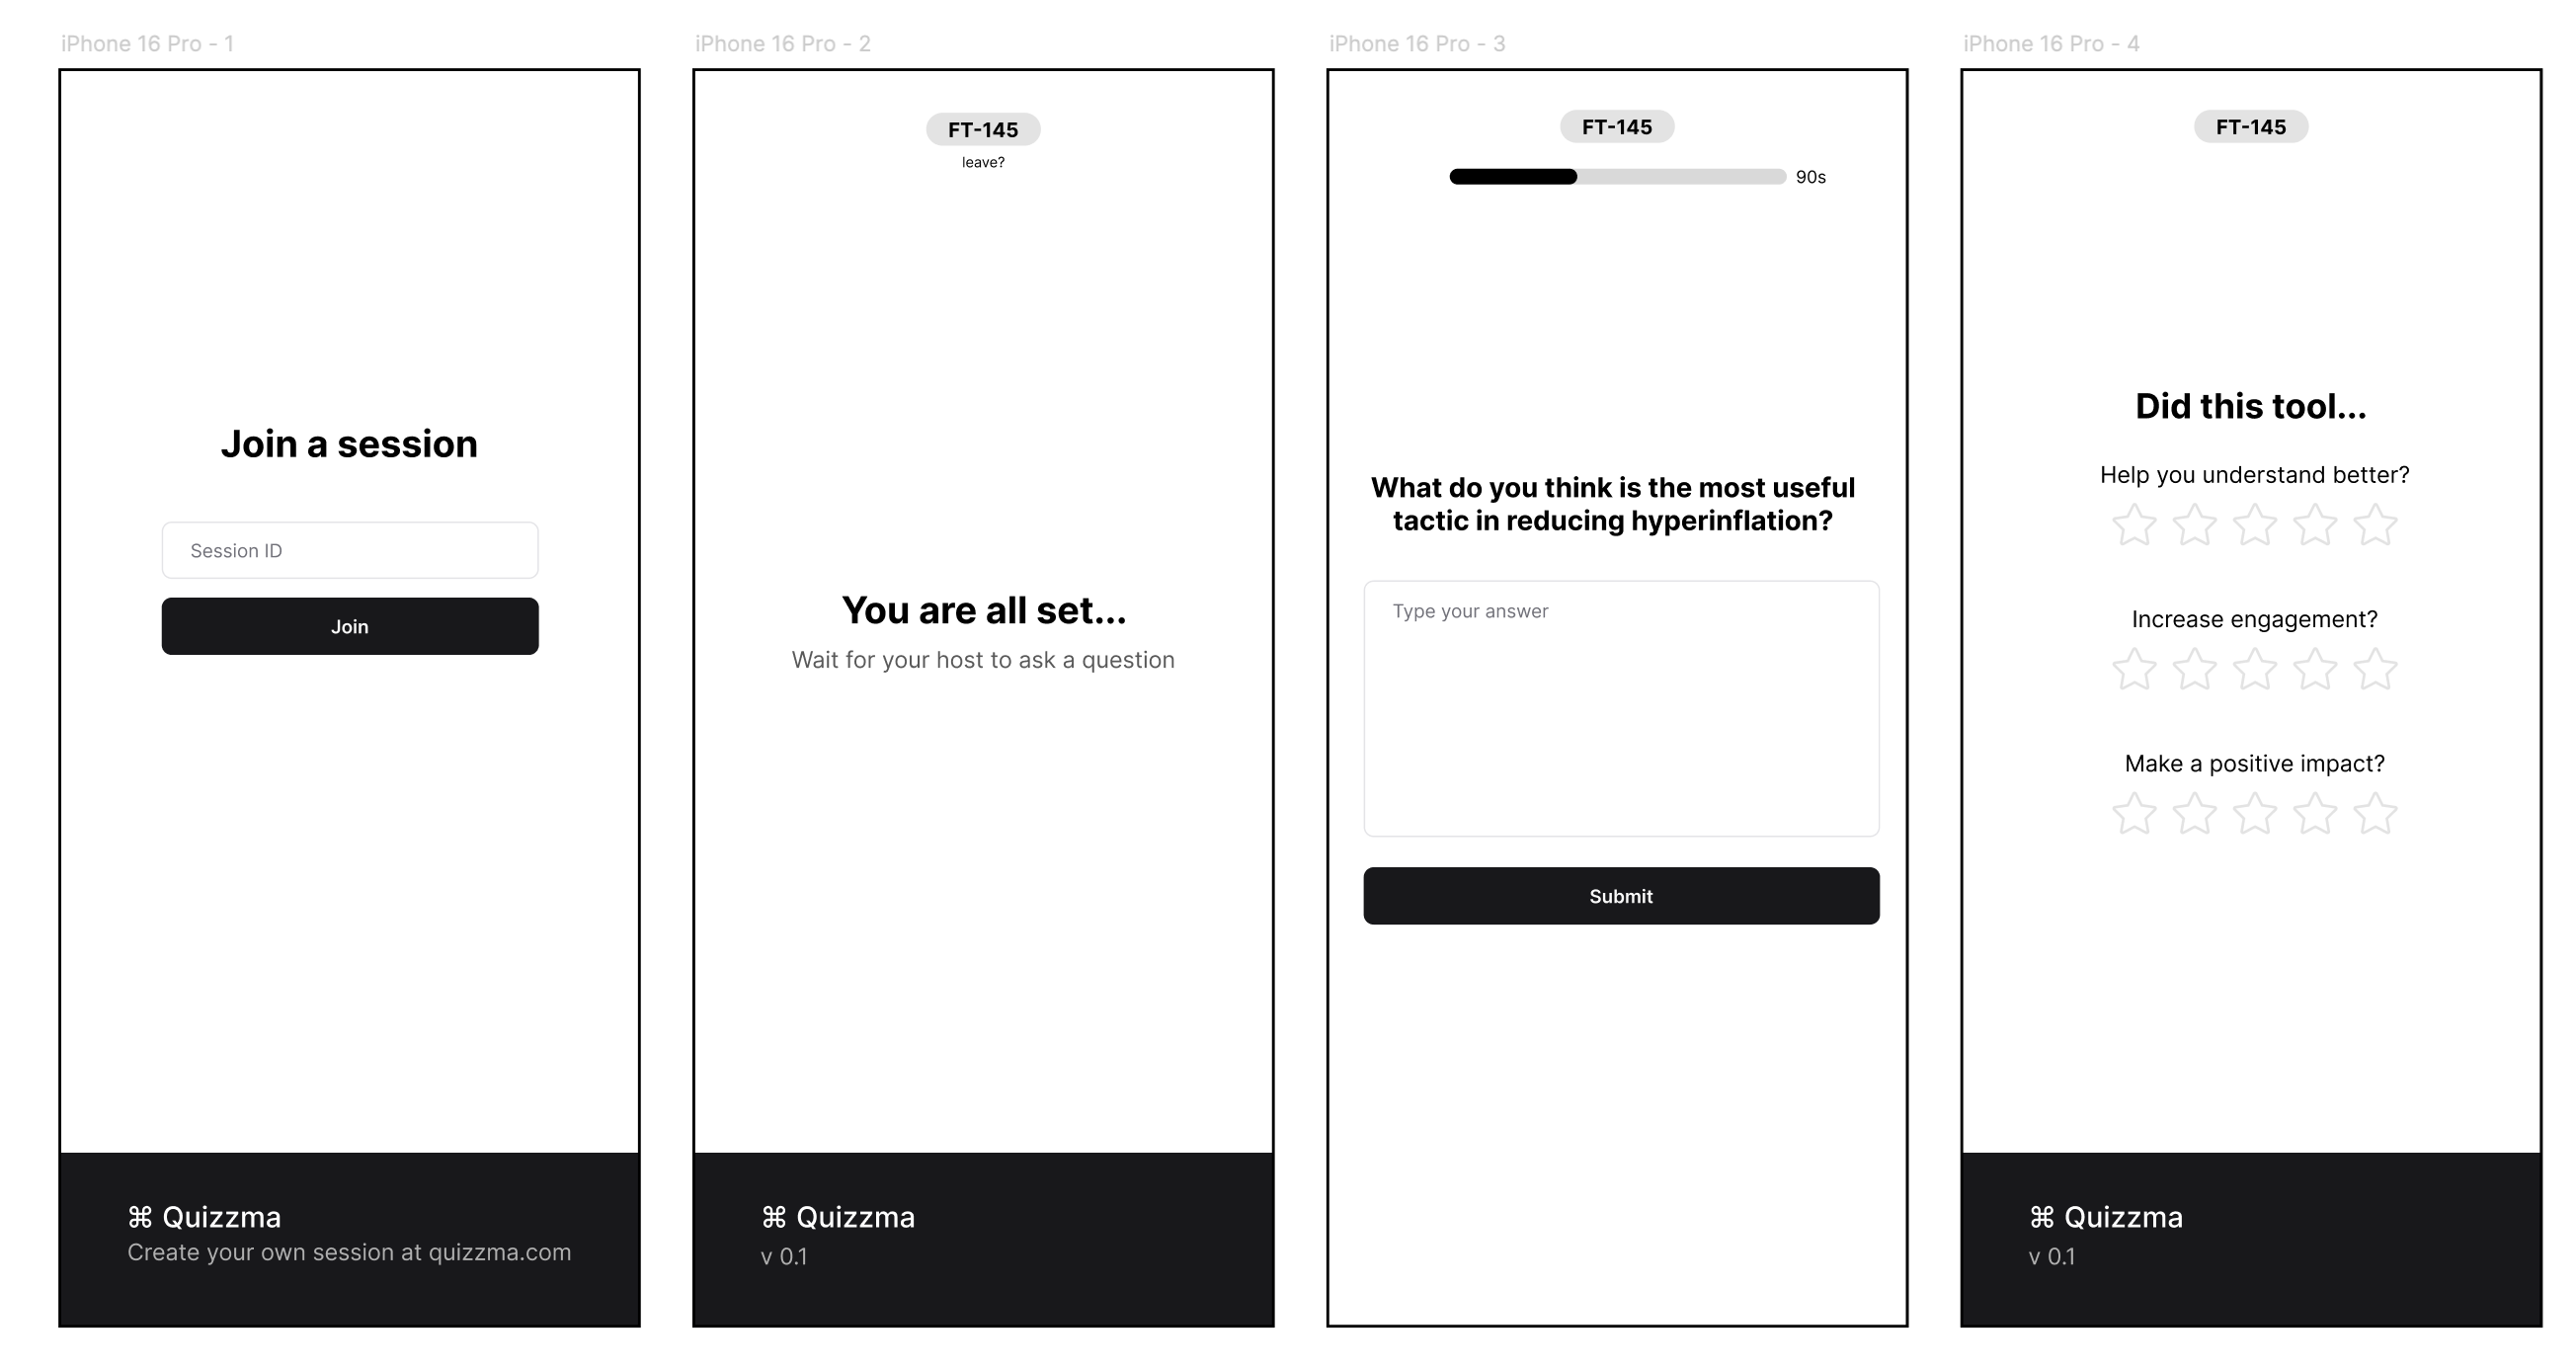 iPhone 16 Pro - 1
Join a session
Session ID
Join
⌘ Quizzma
Create your own session at quizzma.com
iPhone 16 Pro - 2
FT-145
leave?
You are all set...
Wait for your host to ask a question
⌘ Quizzma
v 0.1
iPhone 16 Pro - 3
FT-145
90s
What do you think is the most useful
tactic in reducing hyperinflation?
Type your answer
Submit
iPhone 16 Pro - 4
FT-145
Did this tool...
Help you understand better?
Increase engagement?
Make a positive impact?
⌘ Quizzma
v 0.1